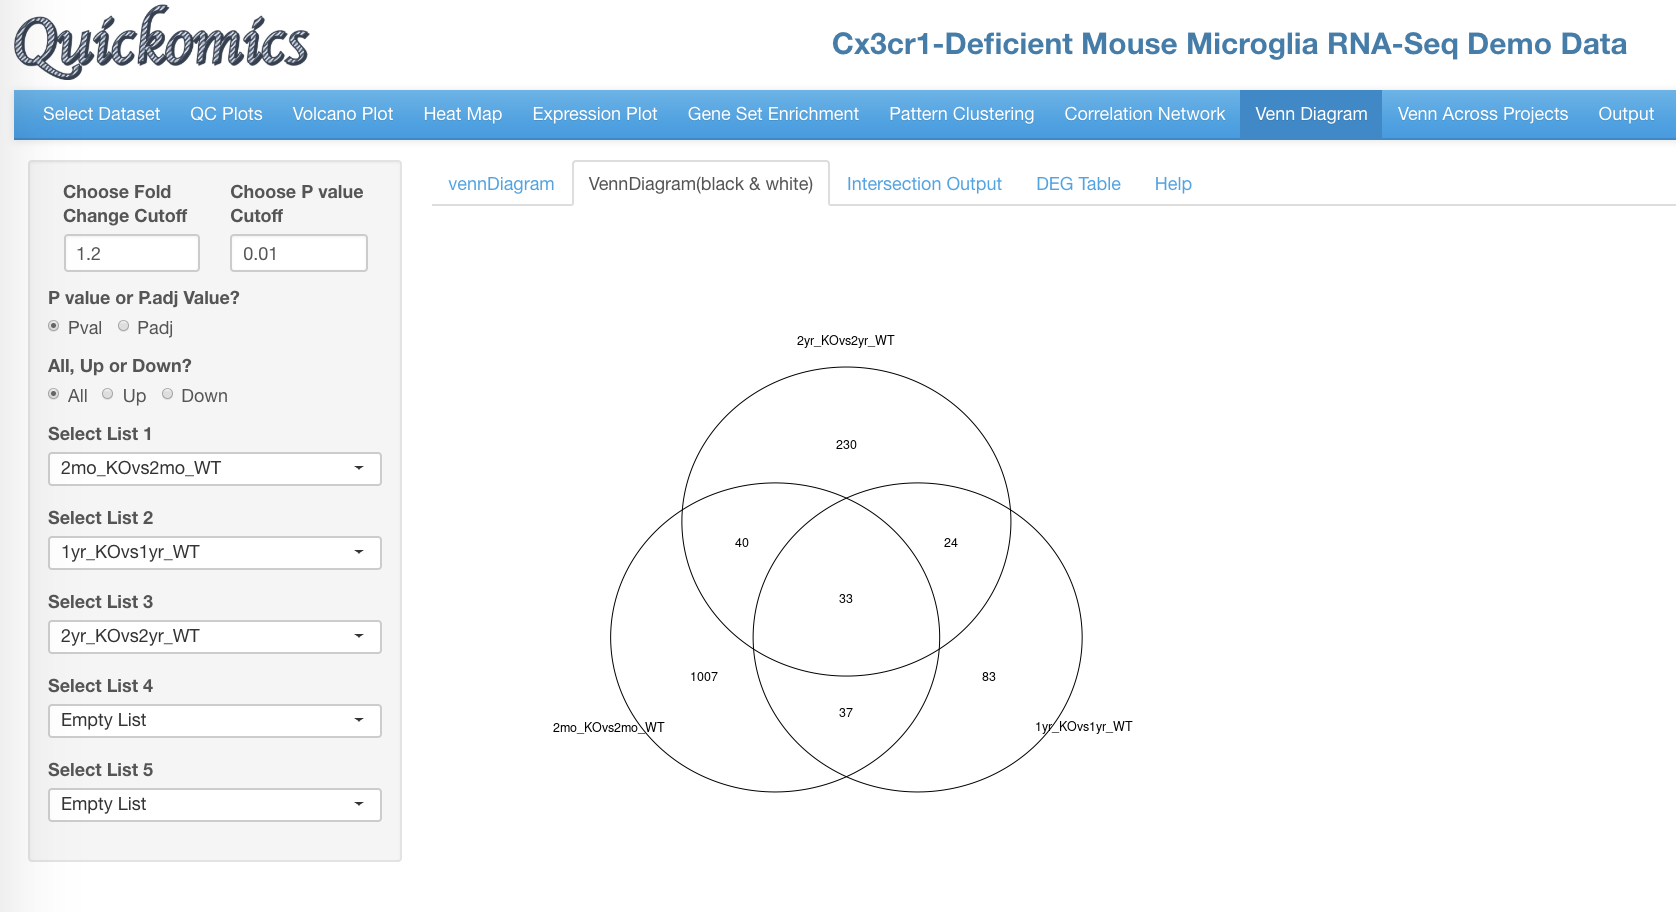 Quickomics
Cx3cr1-Deficient Mouse Microglia RNA-Seq Demo Data
Select Dataset QC Plots Volcano Plot Heat Map Expression Plot Gene Set Enrichment Pattern Clustering Correlation Network Venn Diagram Venn Across Projects Output
Choose Fold Change Cutoff
1.2
Choose P value Cutoff
0.01
P value or P.adj Value?
Pval Padj
All, Up or Down?
All Up Down
Select List 1
2mo_KOvs2mo_WT
Select List 2
1yr_KOvs1yr_WT
Select List 3
2yr_KOvs2yr_WT
Select List 4
Empty List
Select List 5
Empty List
vennDiagram VennDiagram(black & white) Intersection Output DEG Table Help
2yr_KOvs2yr_WT
230
40 24
33
1007 83
37
2mo_KOvs2mo_WT 1yr_KOvs1yr_WT